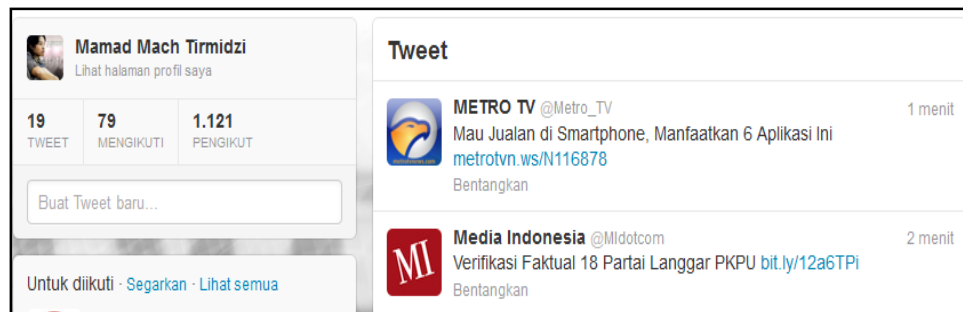 Mamad Mach Tirmidzi
Lihat halaman profil saya
19
TWEET
79
MENGIKUTI
1.121
PENGIKUT
Buat Tweet baru...
Untuk diikuti · Segarkan · Lihat semua
Tweet
METRO TV @Metro_TV 1 menit
Mau Jualan di Smartphone, Manfaatkan 6 Aplikasi Ini
metrotvn.ws/N116878
Bentangkan
MI
Media Indonesia @MIdotcom 2 menit
Verifikasi Faktual 18 Partai Langgar PKPU bit.ly/12a6TPi
Bentangkan